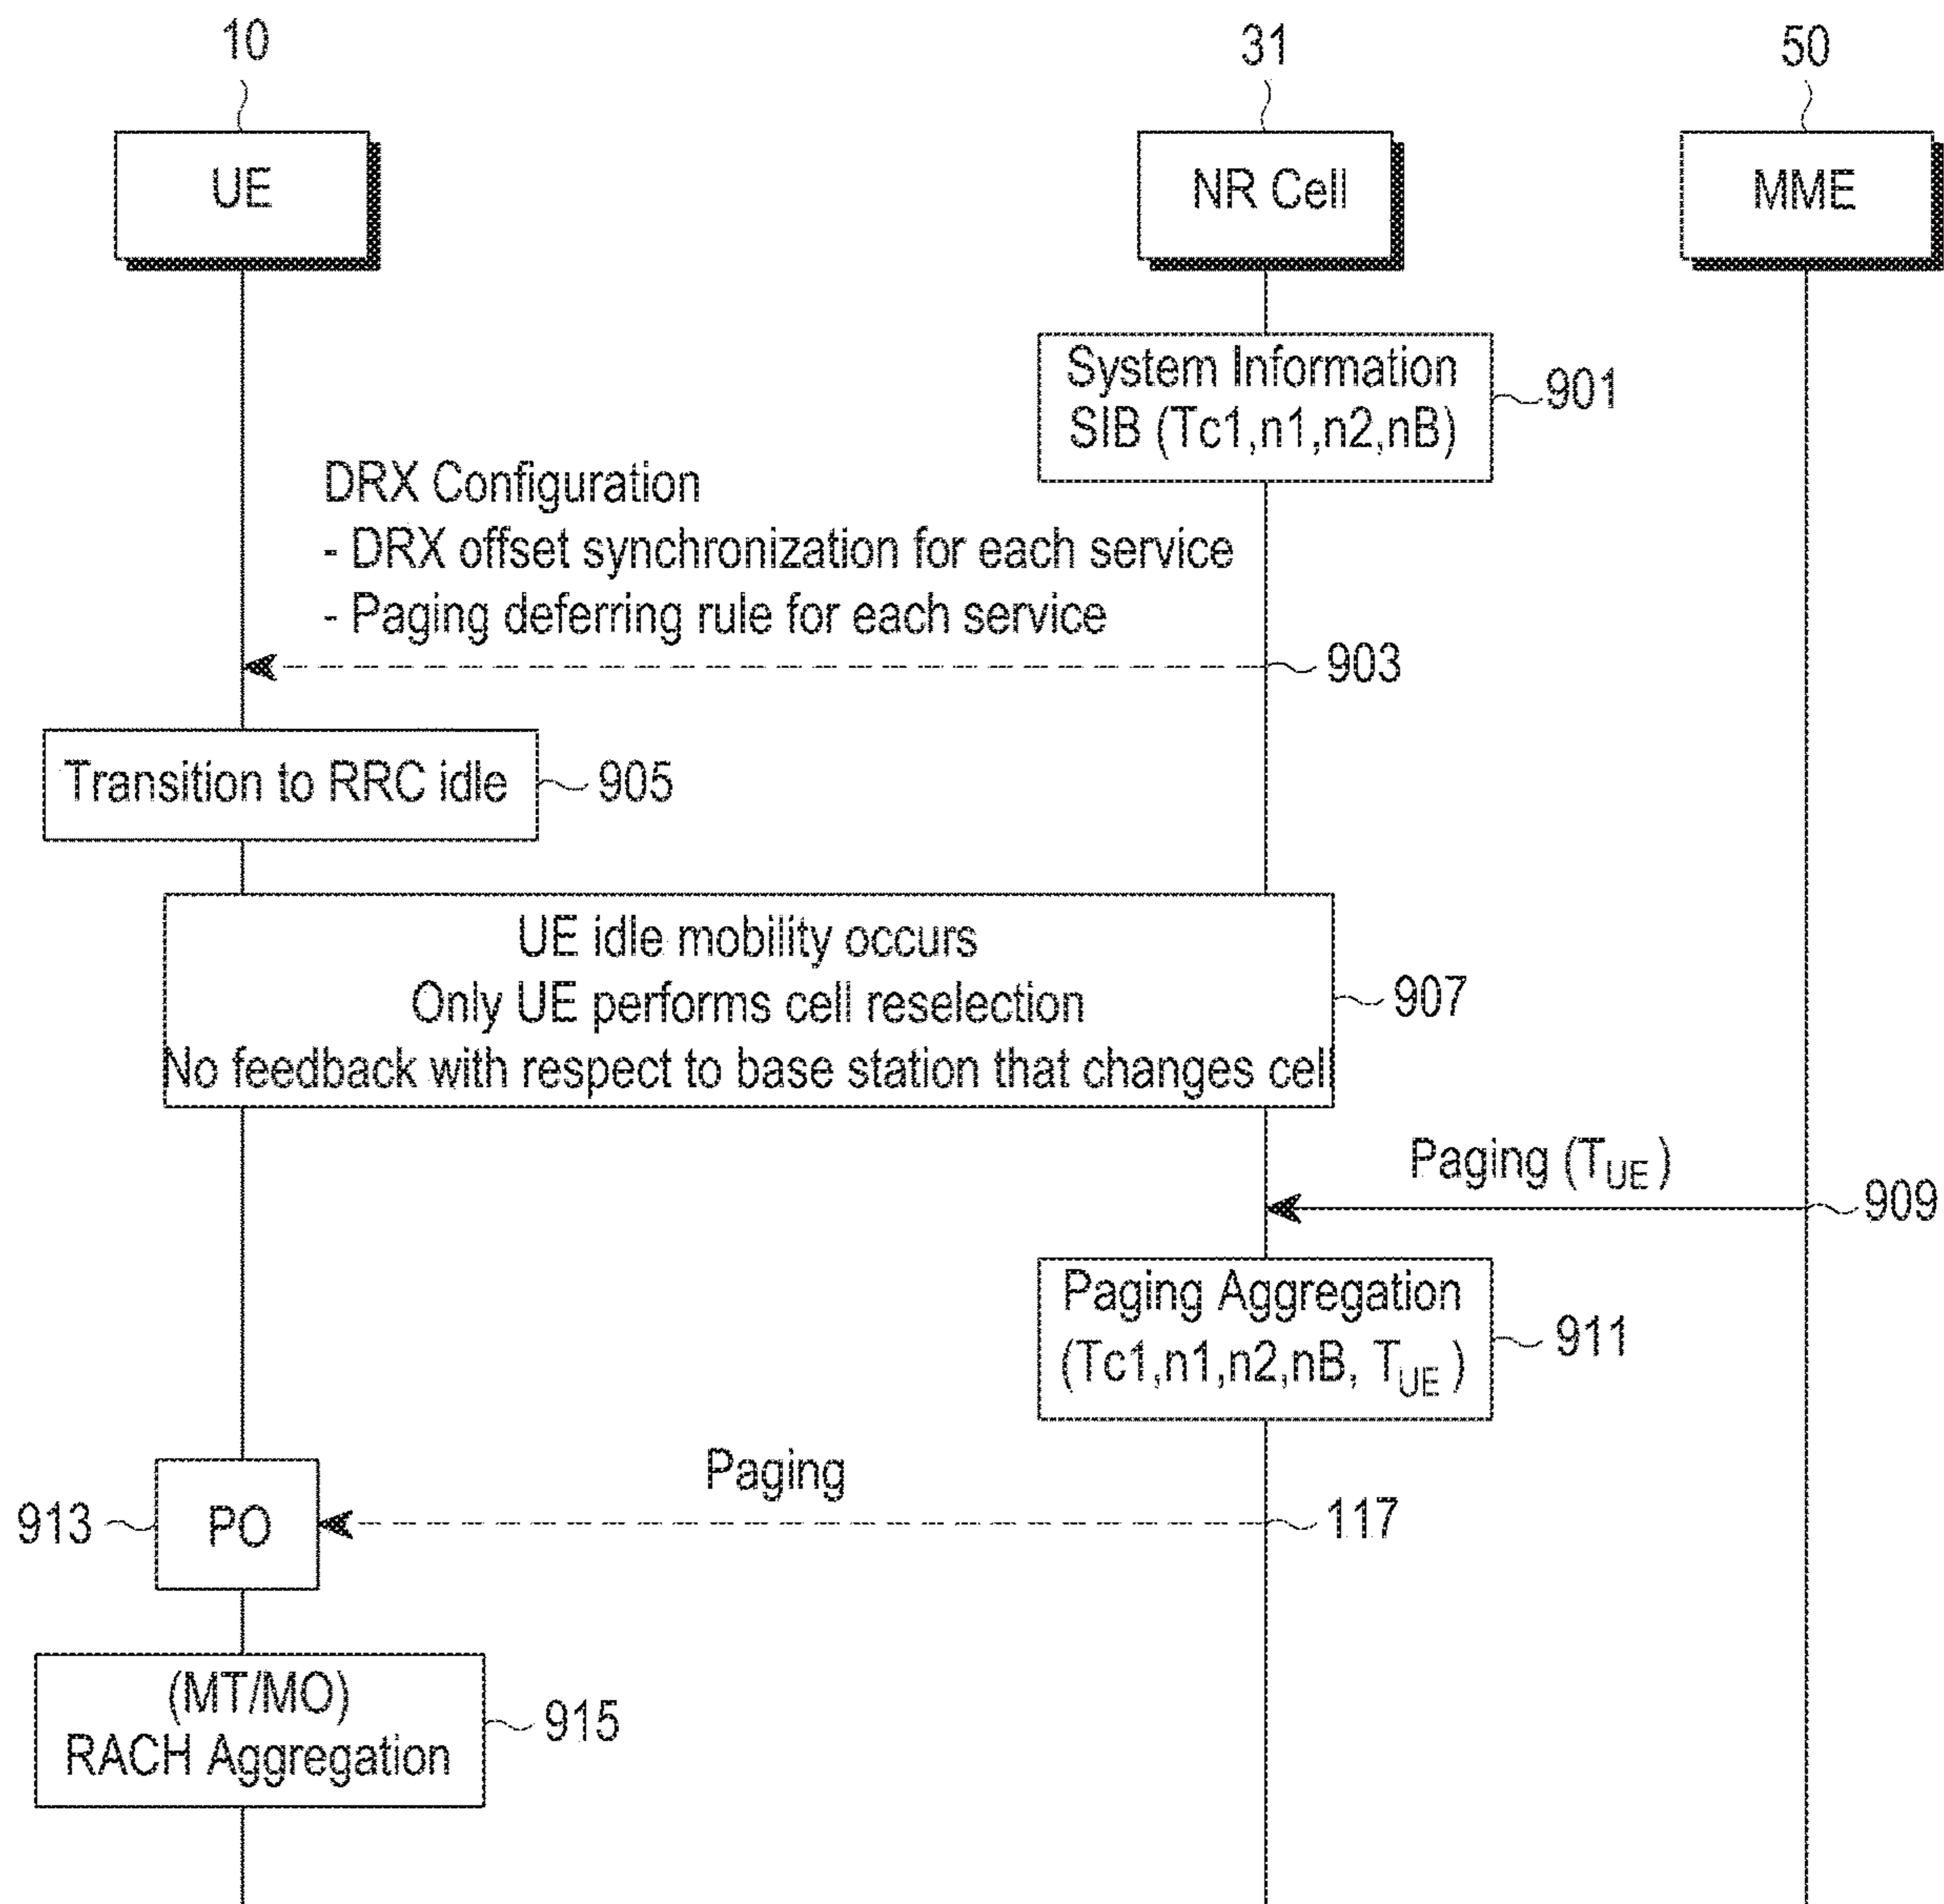 10
31
50
UE
NR Cell
MME
System Information
SIB (Tc1,n1,n2,nB)
901
DRX Configuration
- DRX offset synchronization for each service
- Paging deferring rule for each service
903
Transition to RRC idle
905
UE idle mobility occurs
Only UE performs cell reselection
No feedback with respect to base station that changes cell
907
Paging (TUE)
909
Paging Aggregation
(Tc1,n1,n2,nB, TUE )
911
Paging
913
PO
117
(MT/MO)
RACH Aggregation
915